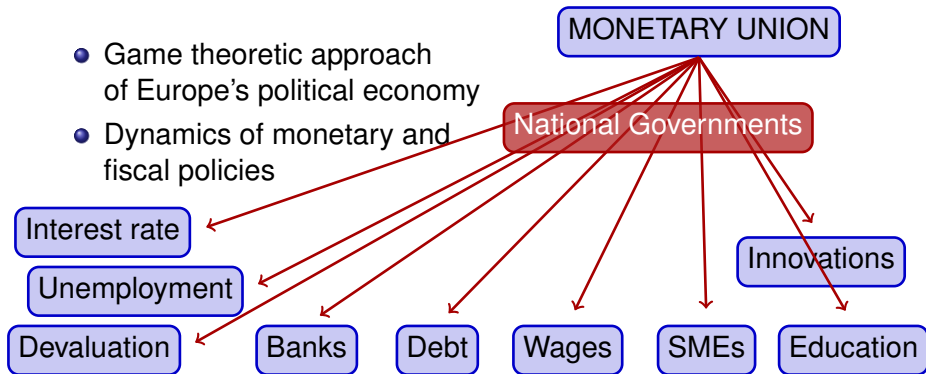 MONETARY UNION
Game theoretic approach
of Europe's political economy
Dynamics of monetary and
fiscal policies
National Governments
Interest rate
Unemployment
Innovations
Devaluation
Banks
Debt
Wages
SMEs
Education